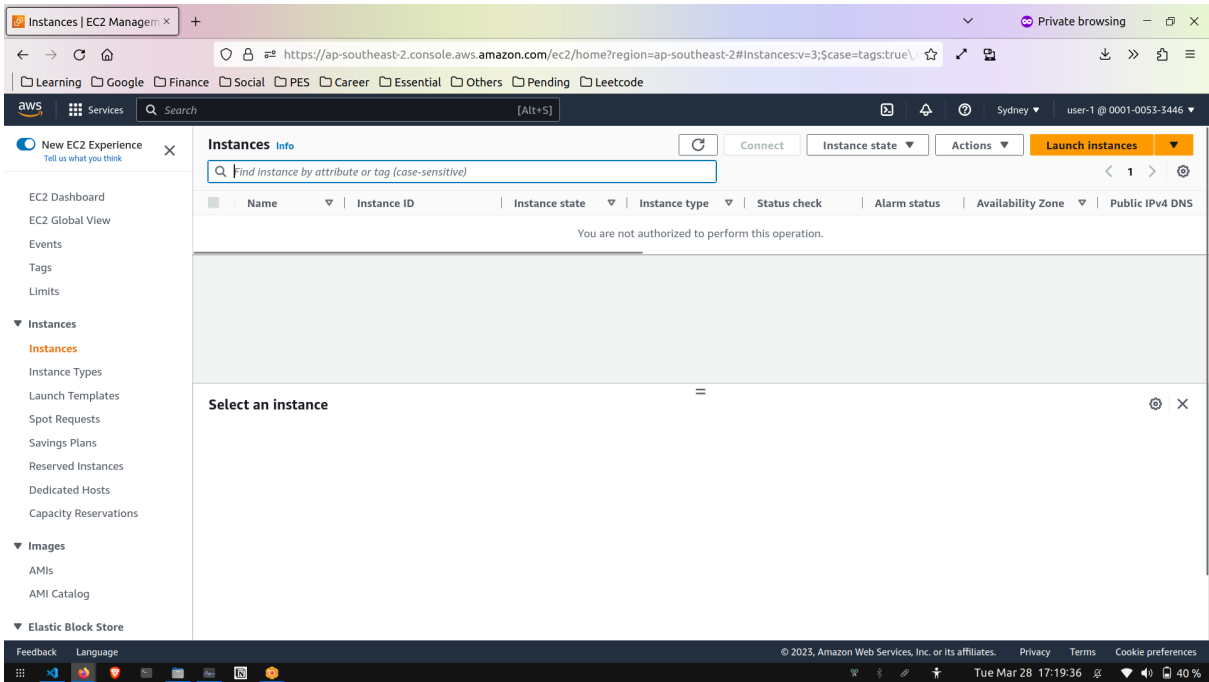 Instances | EC2 Managem
Private browsing
https://ap-southeast-2.console.aws.amazon.com/ec2/home?region=ap-southeast-2#Instances:v=3;$case=tags:true\
Learning Google Finance Social PES Career Essential Others Pending Leetcode
aws Services Search [Alt+S] Sydney user-1 @ 0001-0053-3446
New EC2 Experience
Tell us what you think
EC2 Dashboard
EC2 Global View
Events
Tags
Limits
Instances
Instances
Instance Types
Launch Templates
Spot Requests
Savings Plans
Reserved Instances
Dedicated Hosts
Capacity Reservations
Images
AMIs
AMI Catalog
Elastic Block Store
Instances Info Connect Instance state Actions Launch instances
Find instance by attribute or tag (case-sensitive) 1
Name Instance ID Instance state Instance type Status check Alarm status Availability Zone Public IPv4 DNS
You are not authorized to perform this operation.
Select an instance
Feedback Language © 2023, Amazon Web Services, Inc. or its affiliates. Privacy Terms Cookie preferences
Tue Mar 28 17:19:36 40 %